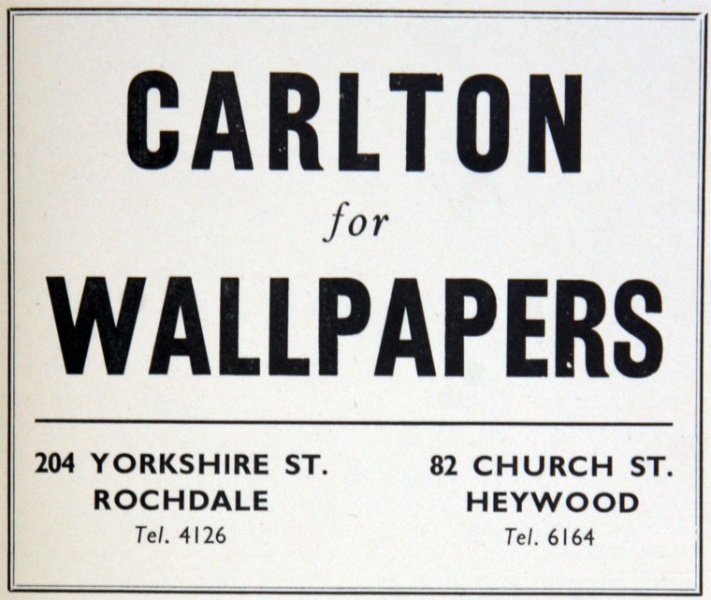 CARLTON
for
WALLPAPERS
204 YORKSHIRE ST.
ROCHDALE
Tel. 4126
82 CHURCH ST.
HEYWOOD
Tel. 6164